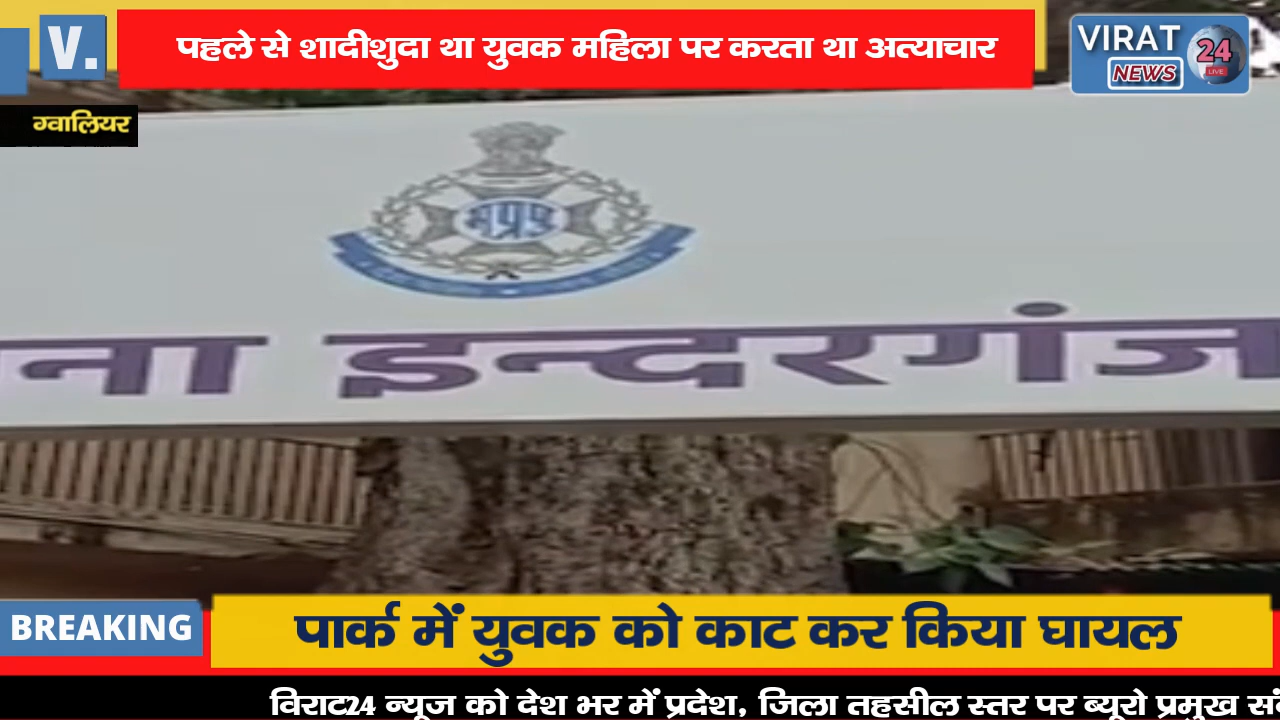 V.
पहले से शादीशुदा था युवक महिला पर करता था अत्याचार
VIRAT
24
NEWS
LIVE
ग्वालियर
मप्रपु
ना इन्दरगंज
BREAKING
पार्क में युवक को काट कर किया घायल
विराट24 न्यूज को देश भर में प्रदेश, जिला तहसील स्तर पर ब्यूरो प्रमुख